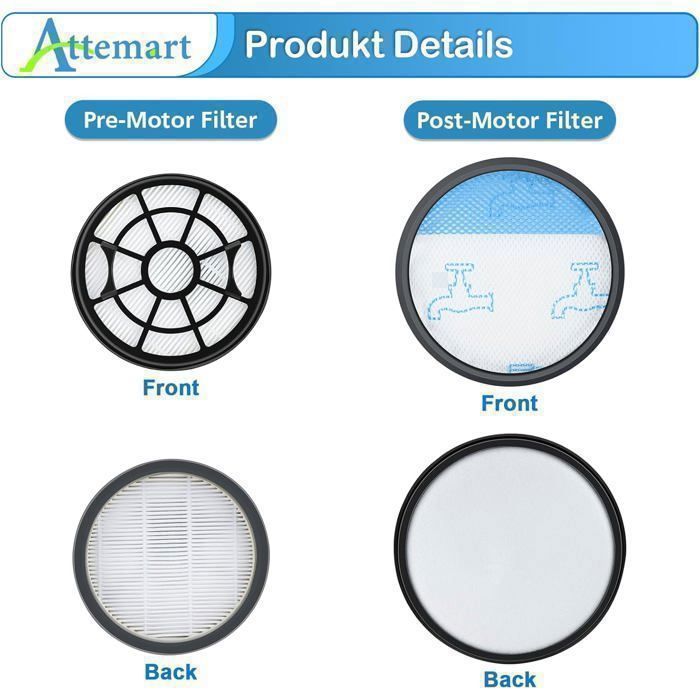 Attemart
Produkt Details
Pre-Motor Filter
Post-Motor Filter
Front
Front
Back
Back